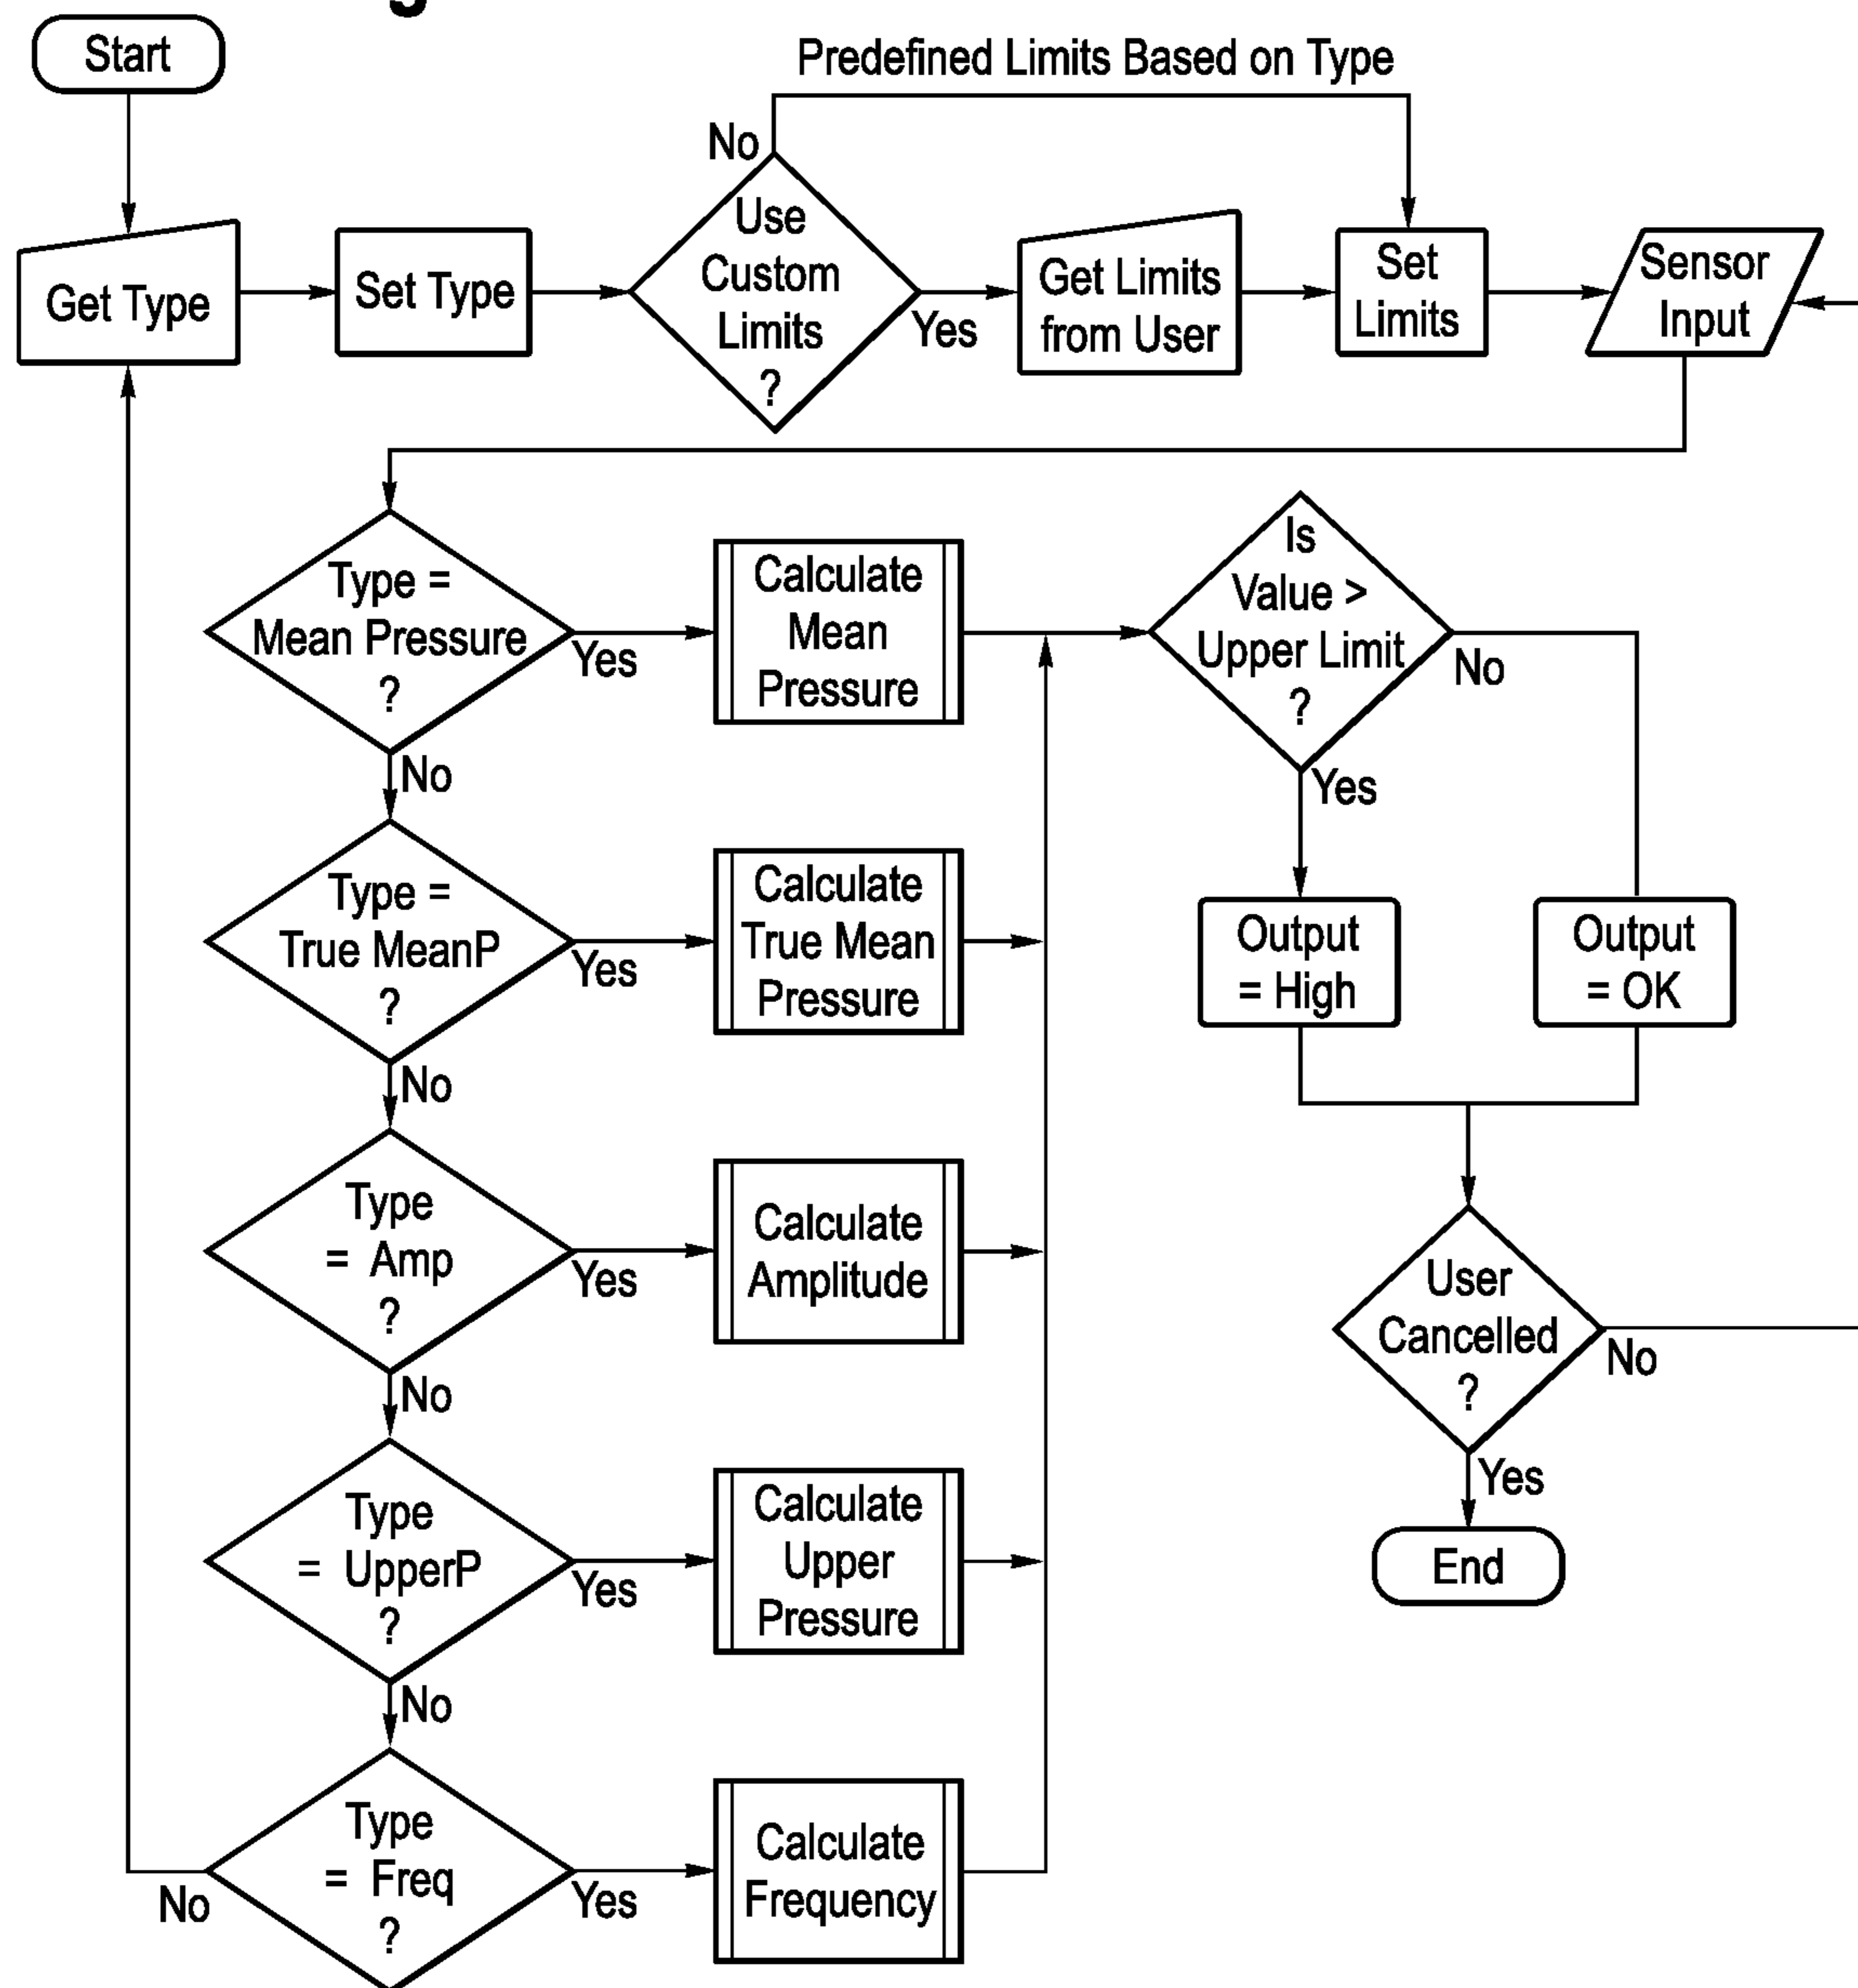 Start
Predefined Limits Based on Type
No
Use
Custom
Limits
?
Yes
Get Type
Set Type
Get Limits
from User
Set
Limits
Sensor
Input
Type =
Mean Pressure
?
Yes
No
Calculate
Mean
Pressure
Is
Value >
Upper Limit
?
No
Yes
Type =
True MeanP
?
Yes
No
Calculate
True Mean
Pressure
Output
= High
Output
= OK
Type
= Amp
?
Yes
No
Calculate
Amplitude
User
Cancelled
?
No
Yes
End
Type
= UpperP
?
Yes
No
Calculate
Upper
Pressure
Type
= Freq
?
No
Yes
Calculate
Frequency